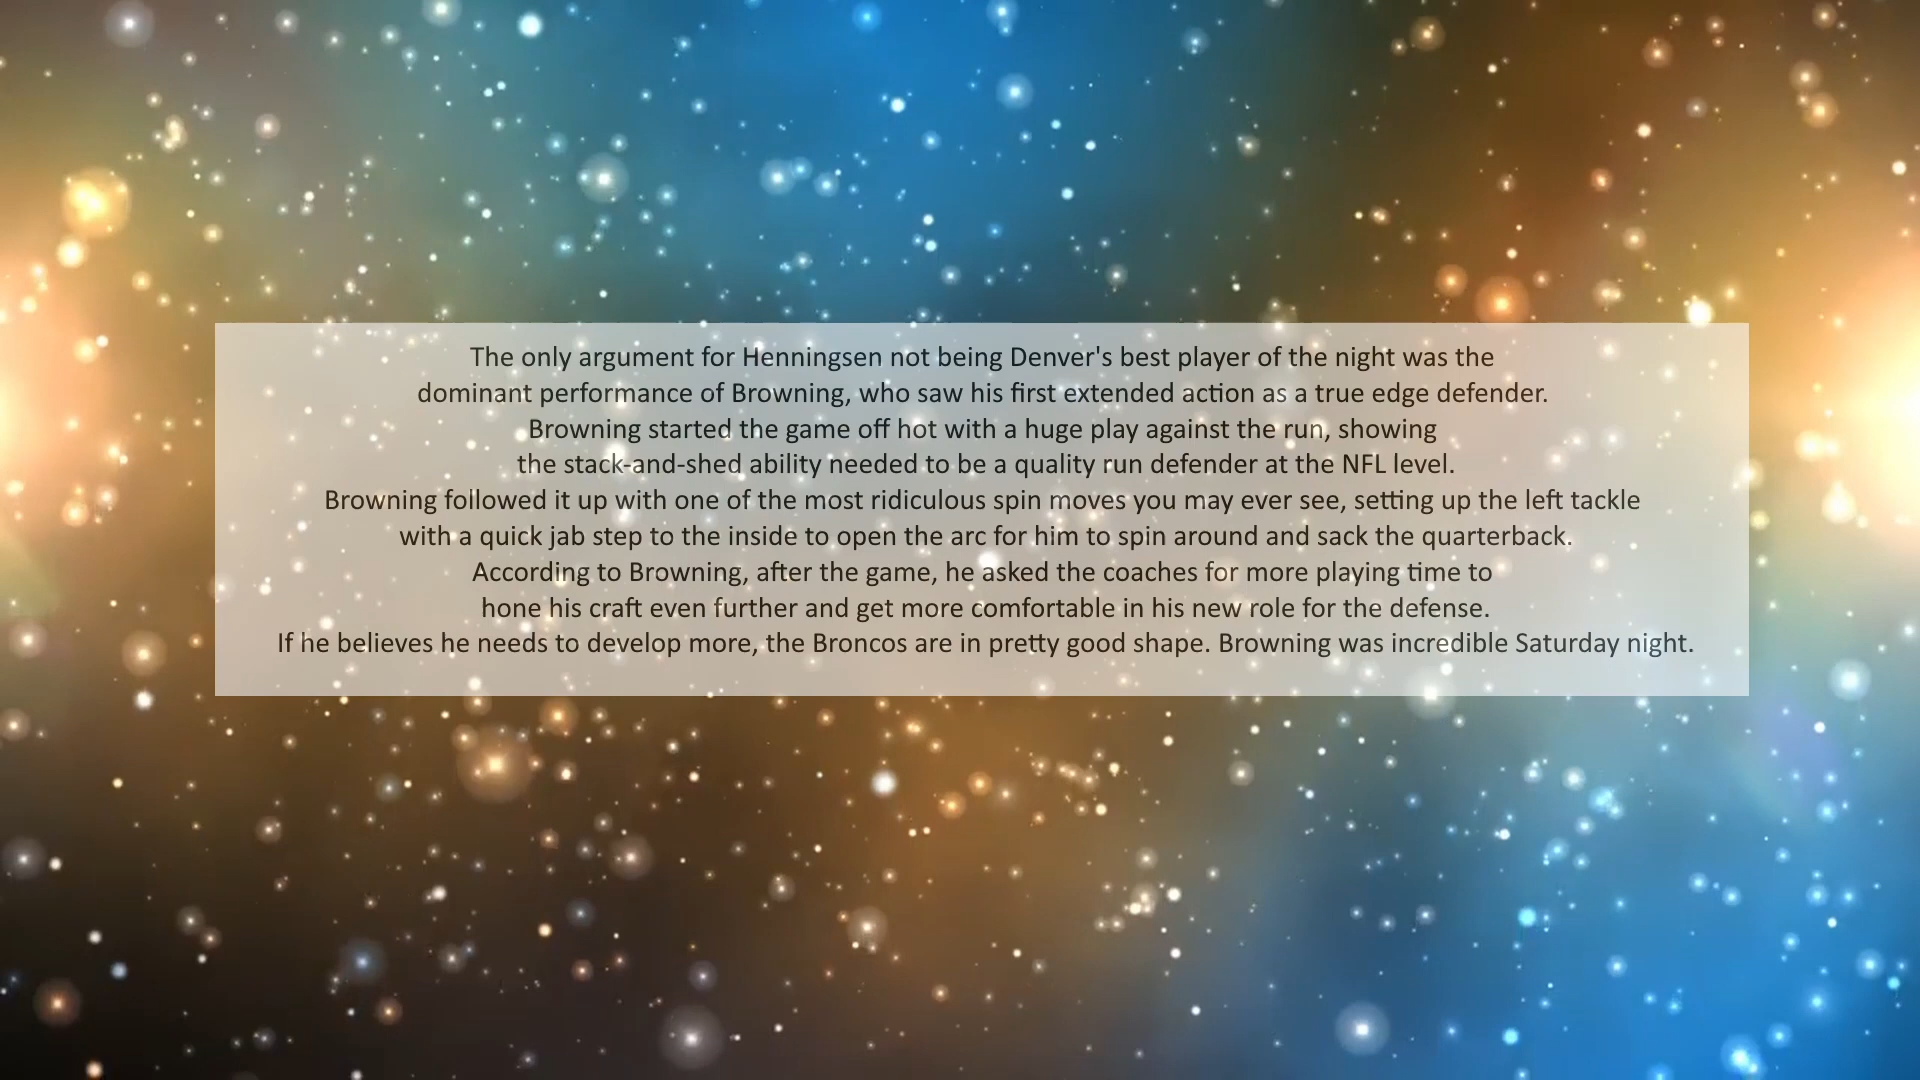 The only argument for Henningsen not being Denver's best player of the night was the
dominant performance of Browning, who saw his first extended action as a true edge defender.
Browning started the game off hot with a huge play against the run, showing
the stack-and-shed ability needed to be a quality run defender at the NFL level.
Browning followed it up with one of the most ridiculous spin moves you may ever see, setting up the left tackle
with a quick jab step to the inside to open the arc for him to spin around and sack the quarterback.
According to Browning, after the game, he asked the coaches for more playing time to
hone his craft even further and get more comfortable in his new role for the defense.
If he believes he needs to develop more, the Broncos are in pretty good shape. Browning was incredible Saturday night.